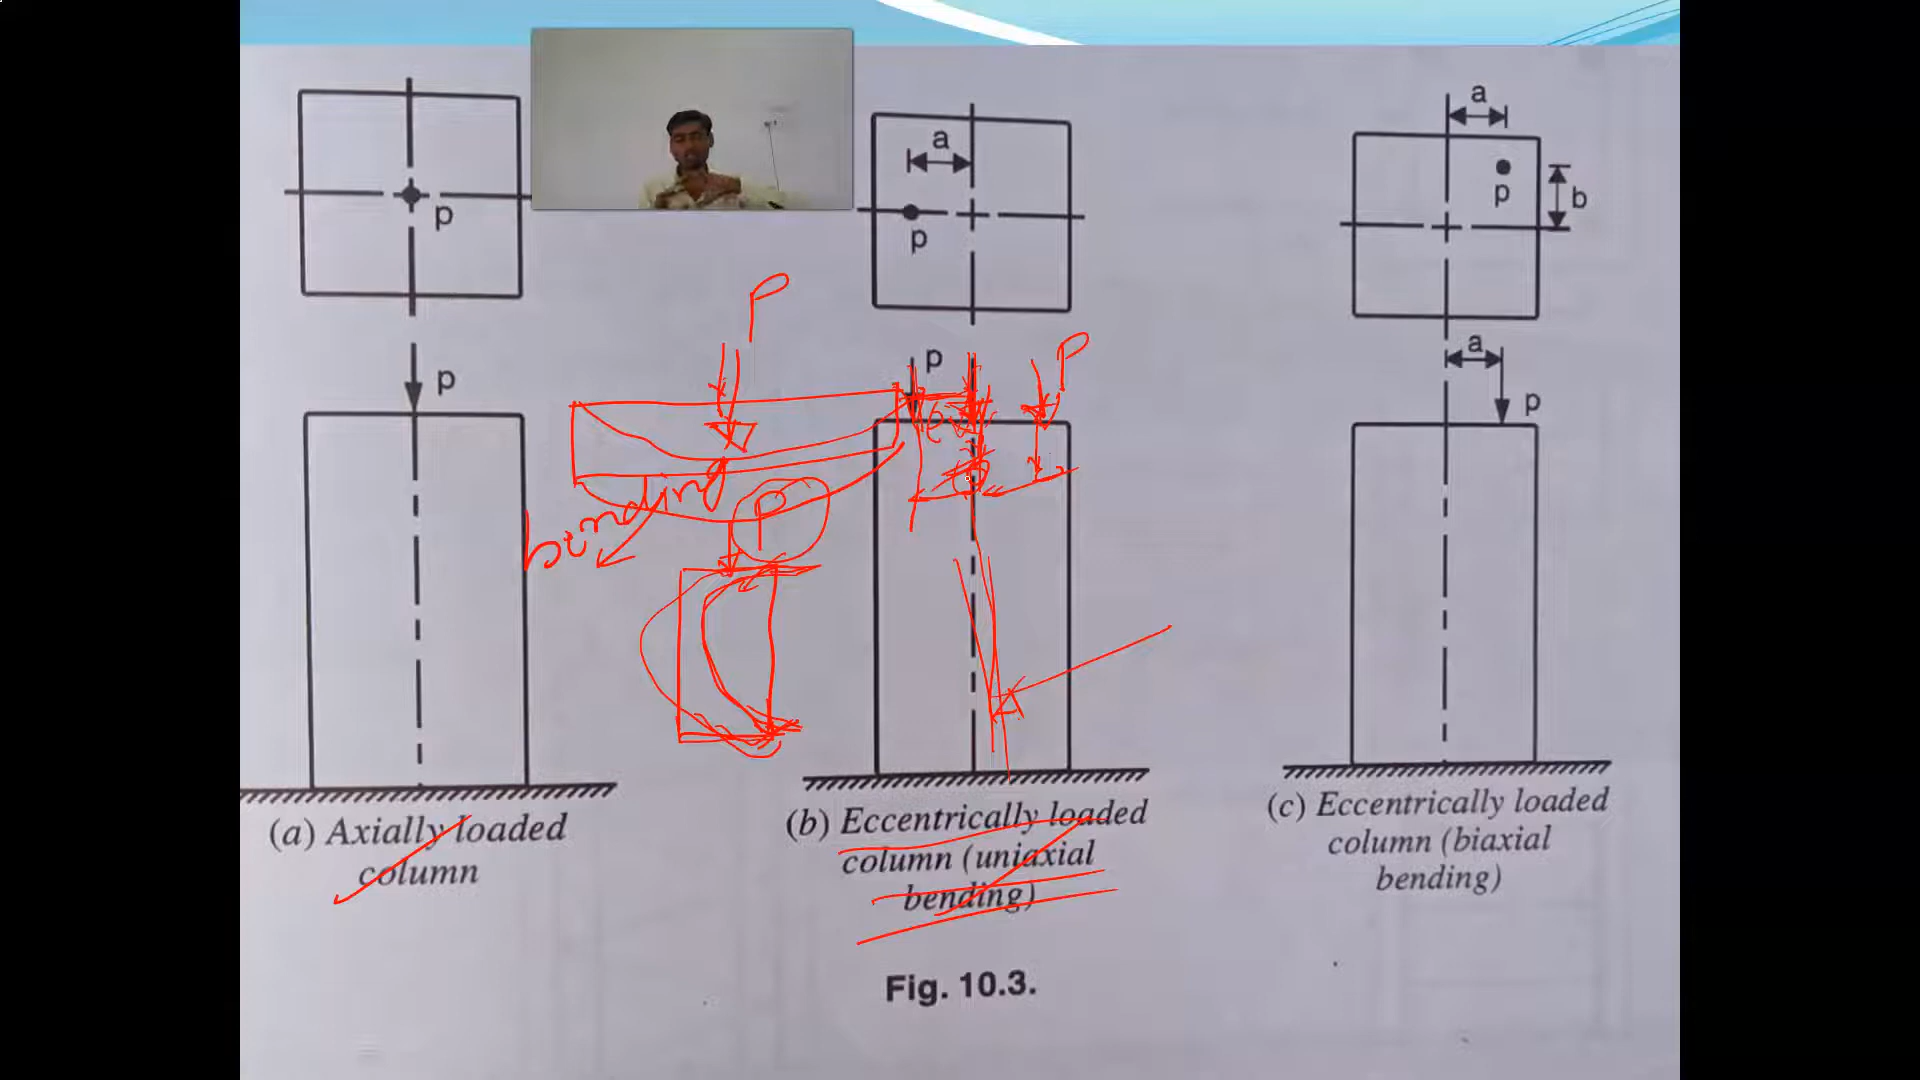 p
a
p
a
p
b
P
p
P
a
p
p
e
bending
P
(a) Axially loaded
column
(b) Eccentrically loaded
column (uniaxial
bending)
(c) Eccentrically loaded
column (biaxial
bending)
Fig. 10.3.